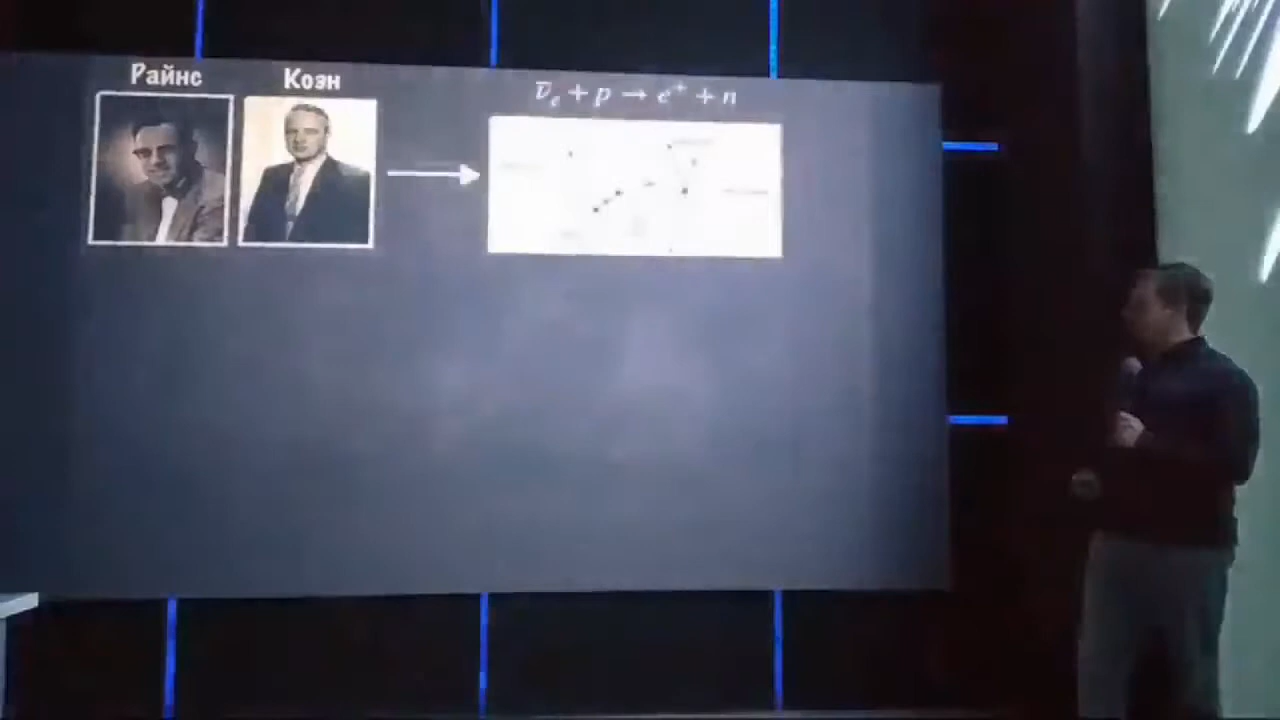 Райнс
Коэн
ν̅ₑ + p → e⁺ + n